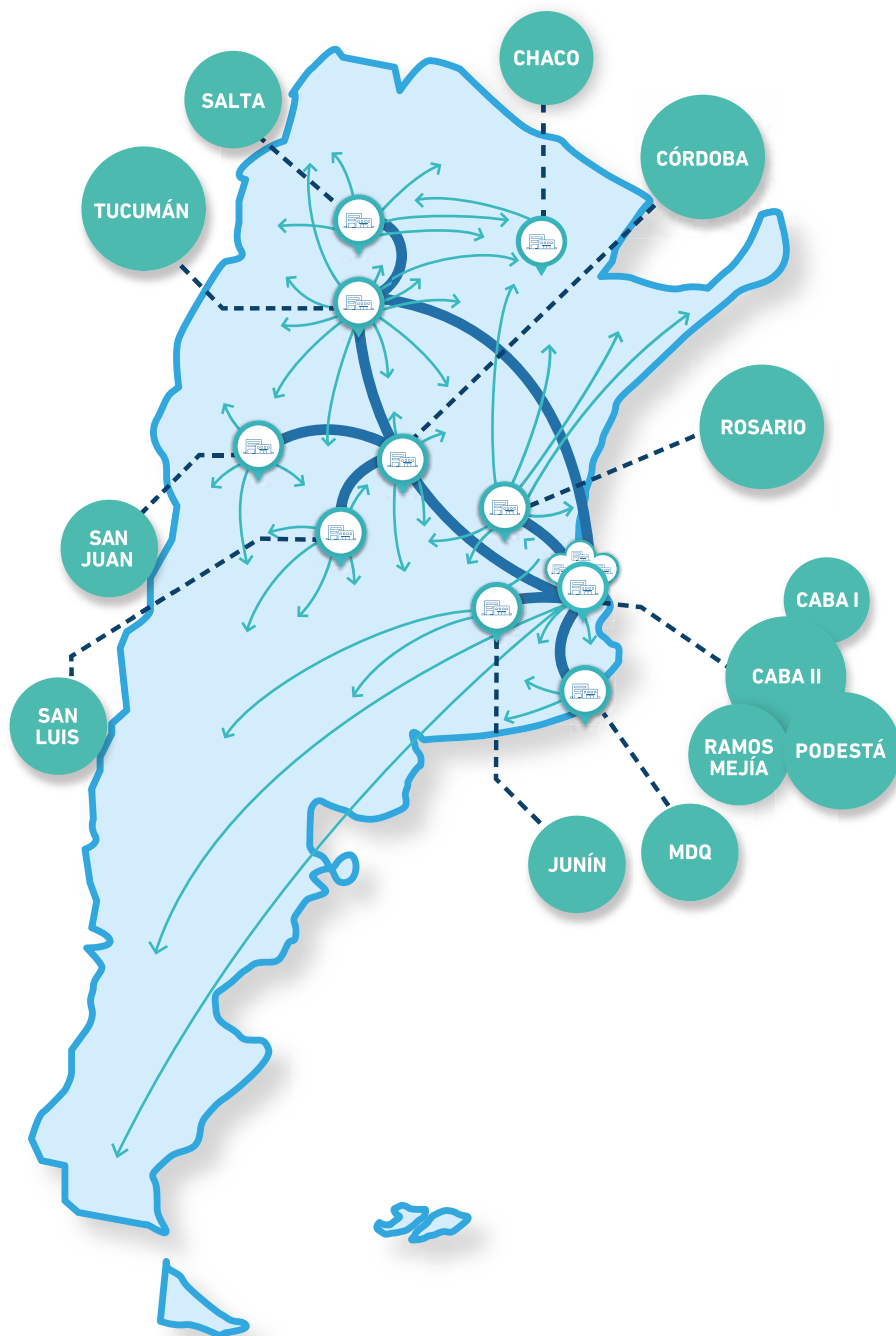 CHACO
SALTA
CÓRDOBA
TUCUMÁN
ROSARIO
SAN
JUAN
CABA I
CABA II
SAN
LUIS
RAMOS
MEJÍA
PODESTÁ
JUNÍN
MDQ